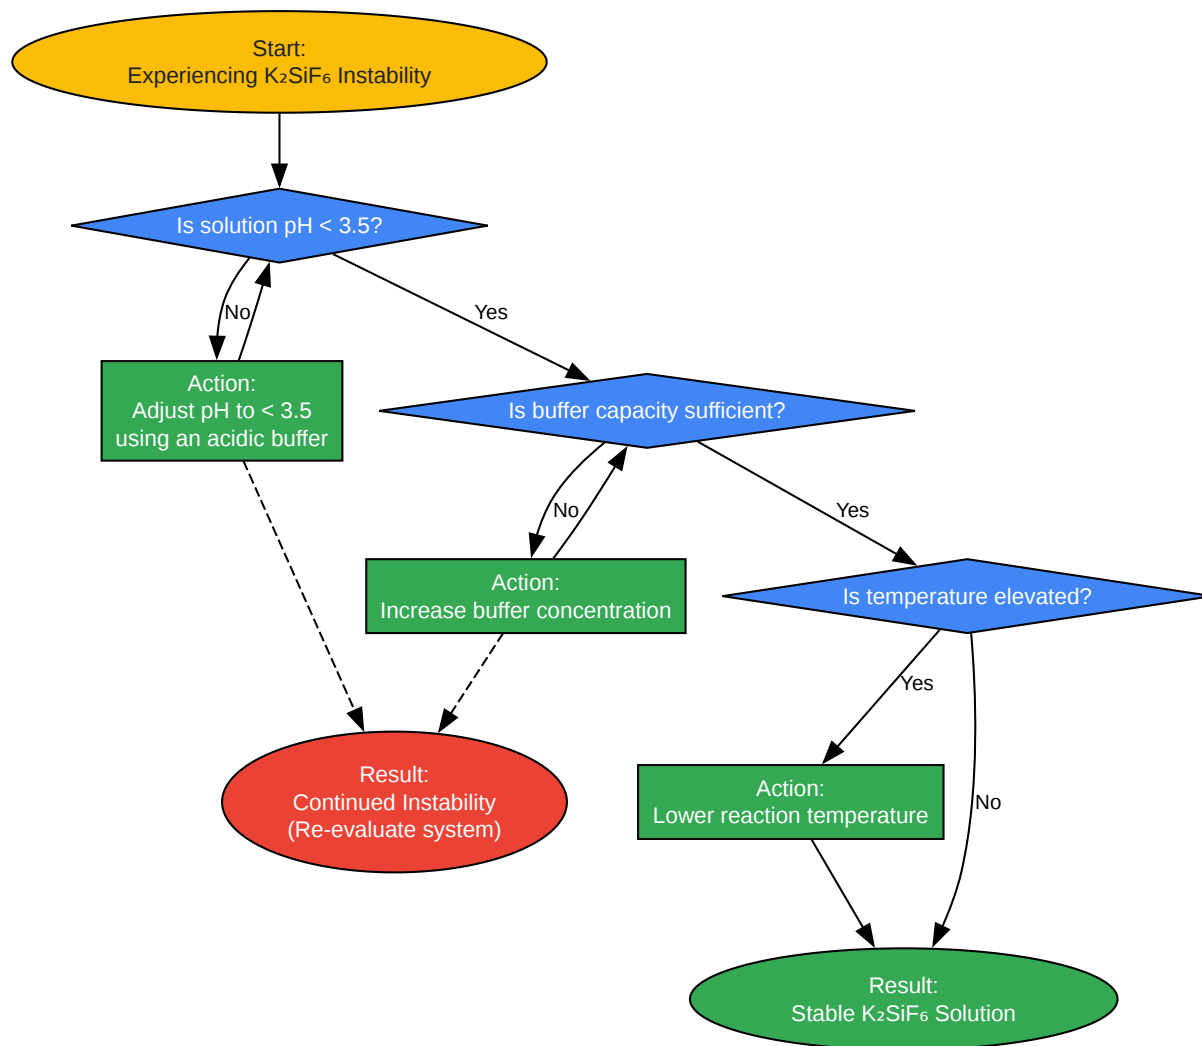 Start:
Experiencing K₂SiF₆ Instability
Is solution pH < 3.5?
No
Yes
Action:
Adjust pH to < 3.5
using an acidic buffer
Is buffer capacity sufficient?
No
Yes
Action:
Increase buffer concentration
Is temperature elevated?
Yes
No
Result:
Continued Instability
(Re-evaluate system)
Action:
Lower reaction temperature
Result:
Stable K₂SiF₆ Solution